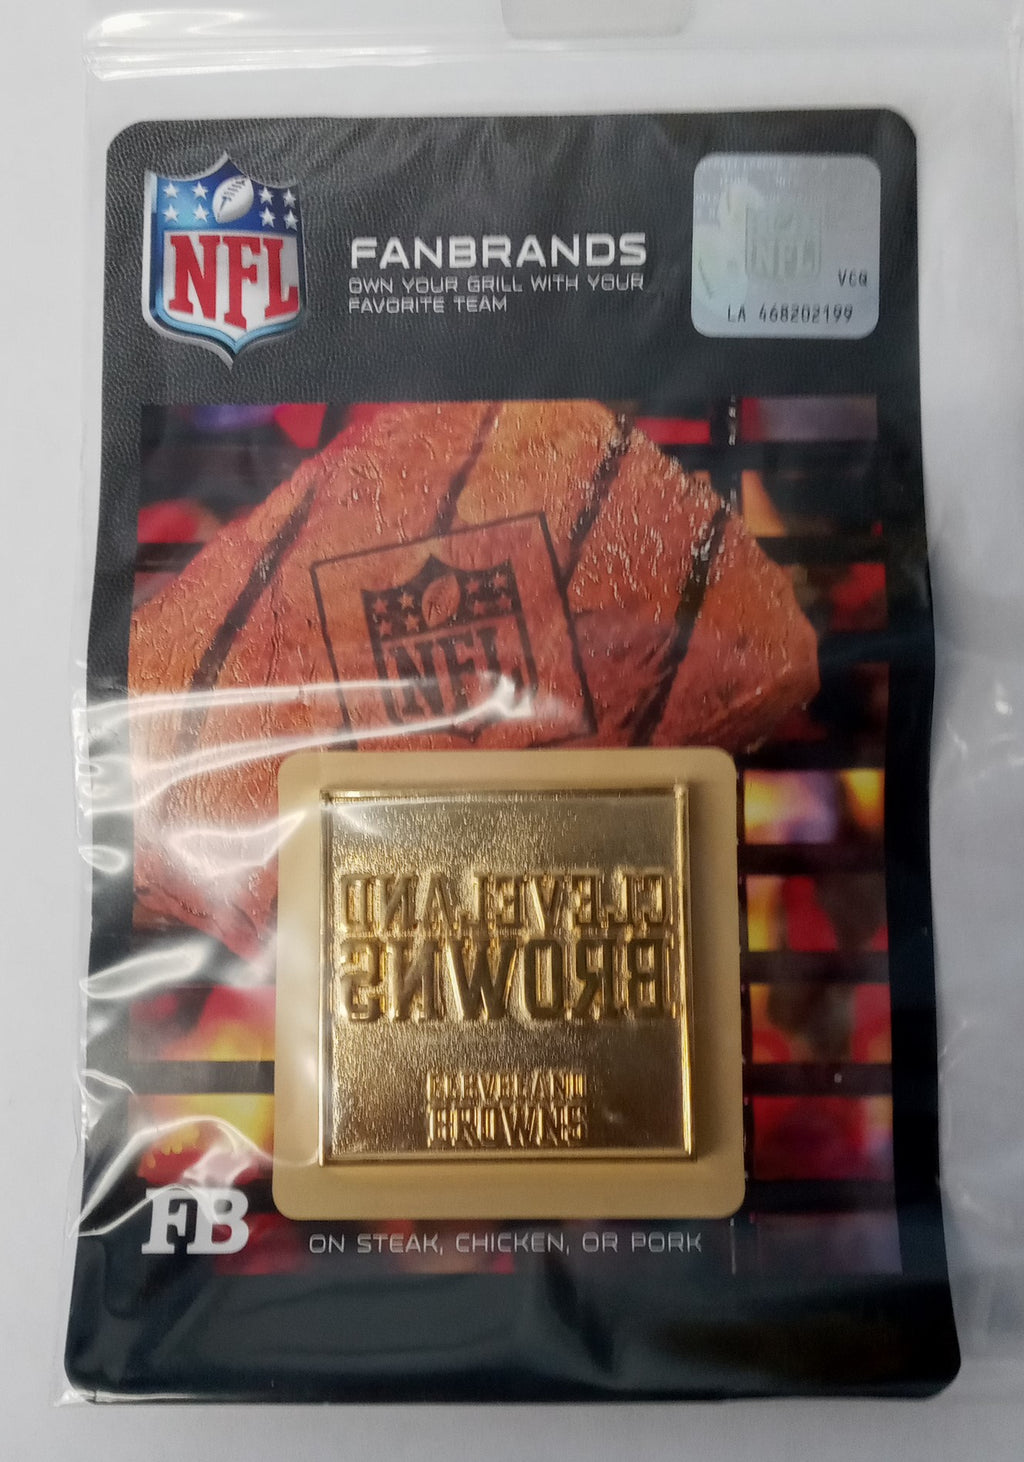 NFL
FANBRANDS
OWN YOUR GRILL WITH YOUR
FAVORITE TEAM
NFL
VCQ
LA 468202199
NFL
CLEVELAND
BROWNS
CLEVELAND
BROWNS
FB
ON STEAK, CHICKEN, OR PORK